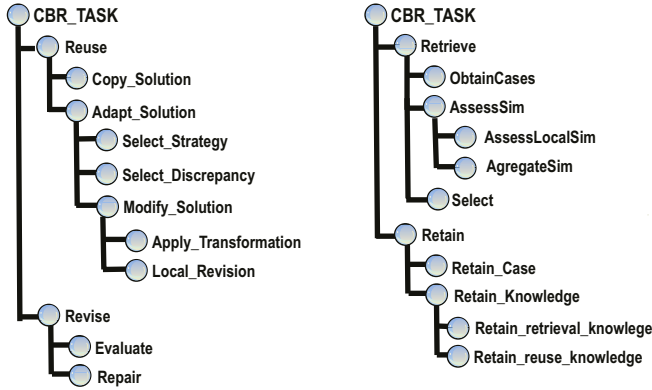 CBR_TASK
Reuse
Copy_Solution
Adapt_Solution
Select_Strategy
Select_Discrepancy
Modify_Solution
Apply_Transformation
Local_Revision
Revise
Evaluate
Repair
CBR_TASK
Retrieve
ObtainCases
AssessSim
AssessLocalSim
AgregateSim
Select
Retain
Retain_Case
Retain_Knowledge
Retain_retrieval_knowlege
Retain_reuse_knowledge